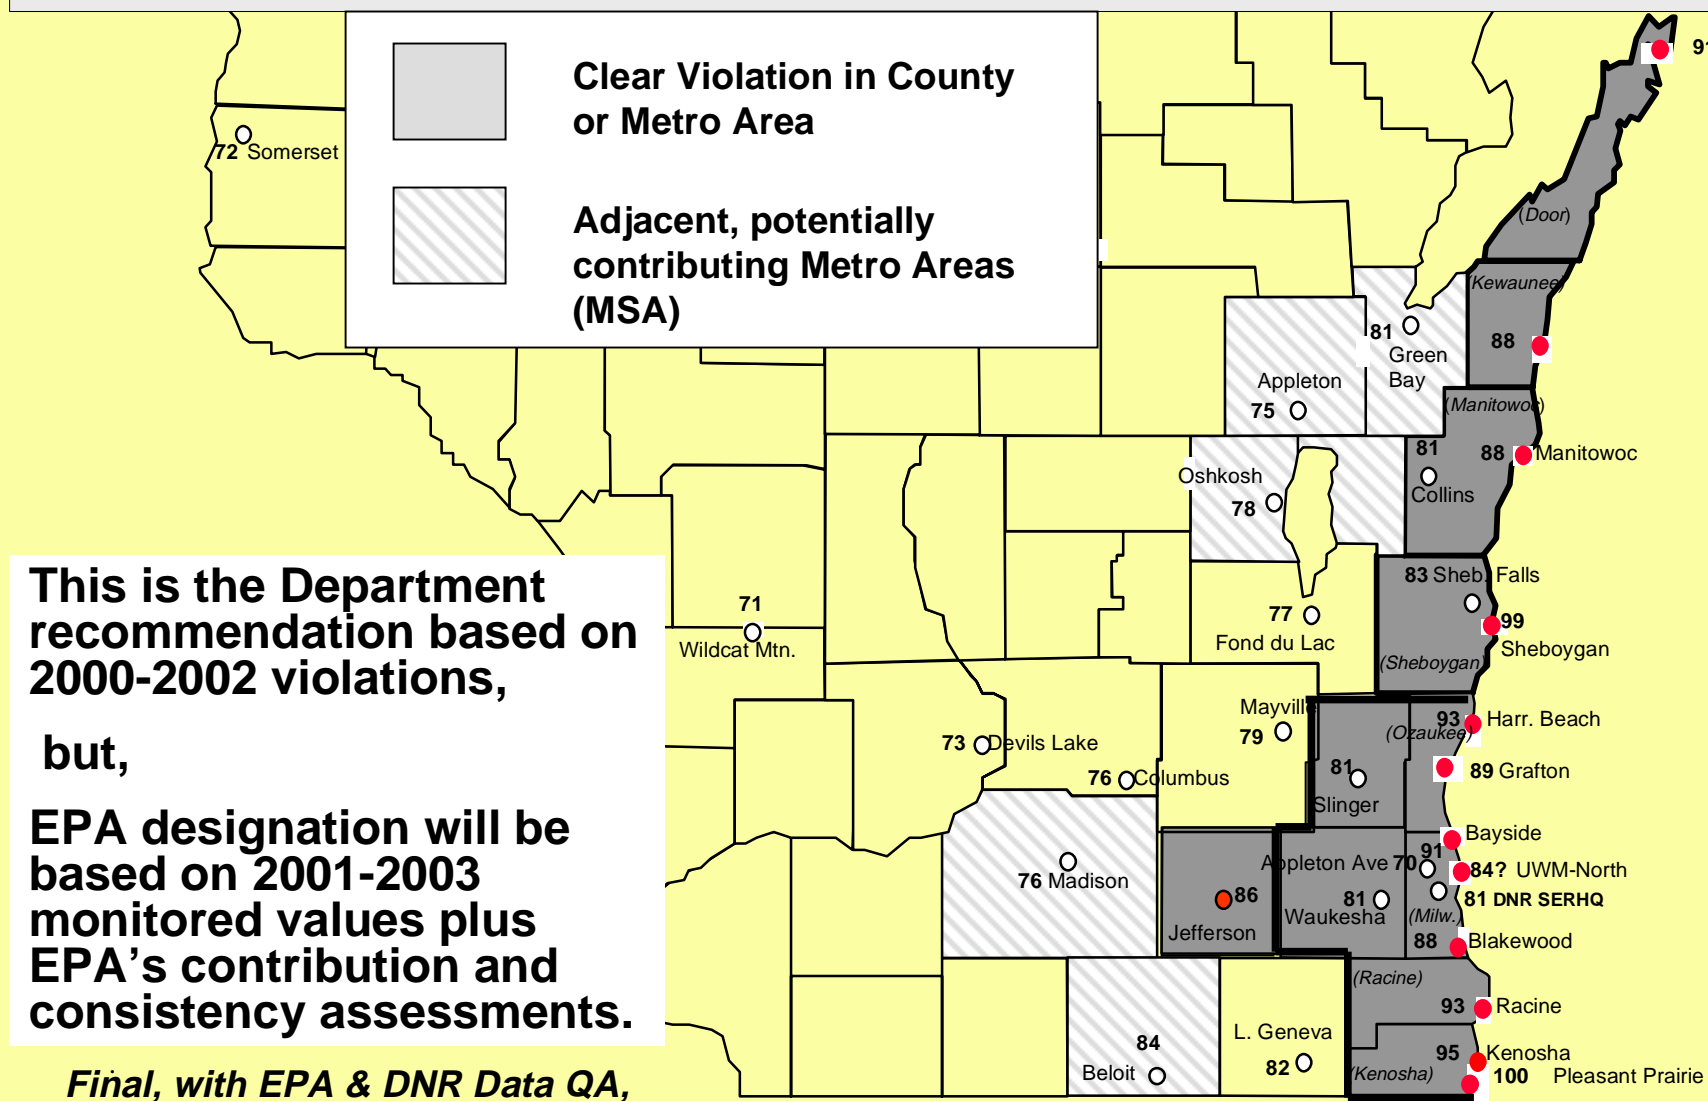 Clear Violation in County
or Metro Area
Adjacent, potentially
contributing Metro Areas
(MSA)
72 Somerset
(Door)
(Kewaunee)
88
81
Green
Bay
Appleton
75
(Manitowoc)
81
Collins
88 Manitowoc
Oshkosh
78
83 Sheb. Falls
99
Sheboygan
(Sheboygan)
77
Fond du Lac
71
Wildcat Mtn.
This is the Department
recommendation based on
2000-2002 violations,
but,
EPA designation will be
based on 2001-2003
monitored values plus
EPA’s contribution and
consistency assessments.
Final, with EPA & DNR Data QA,
Mayville
79
73 Devils Lake
76 Columbus
93 Harr. Beach
(Ozaukee)
89 Grafton
81
Slinger
Bayside
91
Appleton Ave 70
84? UWM-North
81 DNR SERHQ
76 Madison
86
Jefferson
81
Waukesha
(Milw.)
88 Blakewood
(Racine)
93 Racine
84
Beloit
L. Geneva
82
95 Kenosha
(Kenosha)
100 Pleasant Prairie